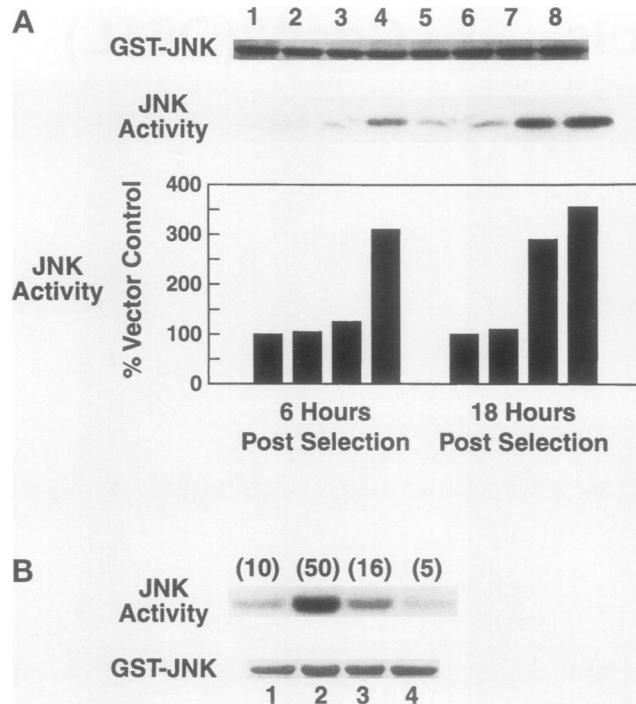 A
1 2 3 4 5 6 7 8
GST-JNK
JNK
Activity
400
300
200
100
0
% Vector Control
JNK
Activity
6 Hours
Post Selection
18 Hours
Post Selection
B
(10) (50) (16) (5)
JNK
Activity
GST-JNK
1 2 3 4